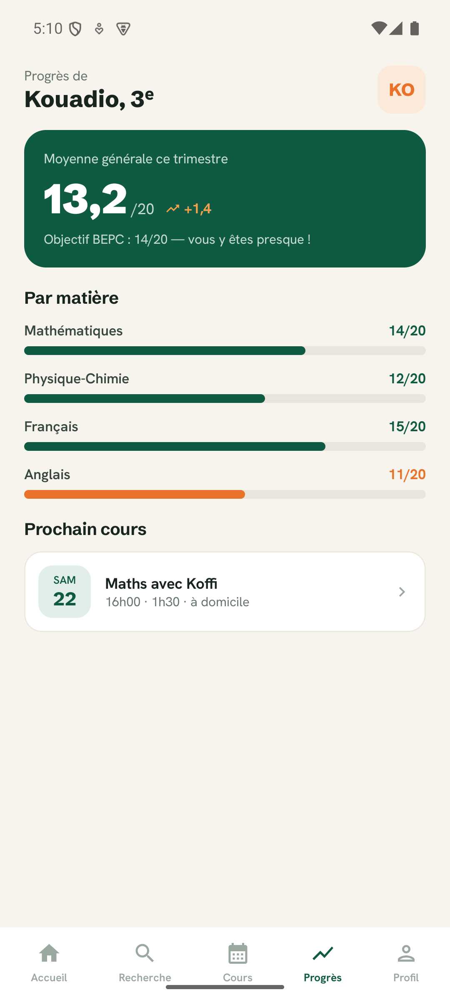 5:10
Progrès de
Kouadio, 3ᵉ
KO
Moyenne générale ce trimestre
13,2 /20 +1,4
Objectif BEPC : 14/20 — vous y êtes presque !
Par matière
Mathématiques 14/20
Physique-Chimie 12/20
Français 15/20
Anglais 11/20
Prochain cours
SAM
22
Maths avec Koffi
16h00 · 1h30 · à domicile
Accueil Recherche Cours Progrès Profil